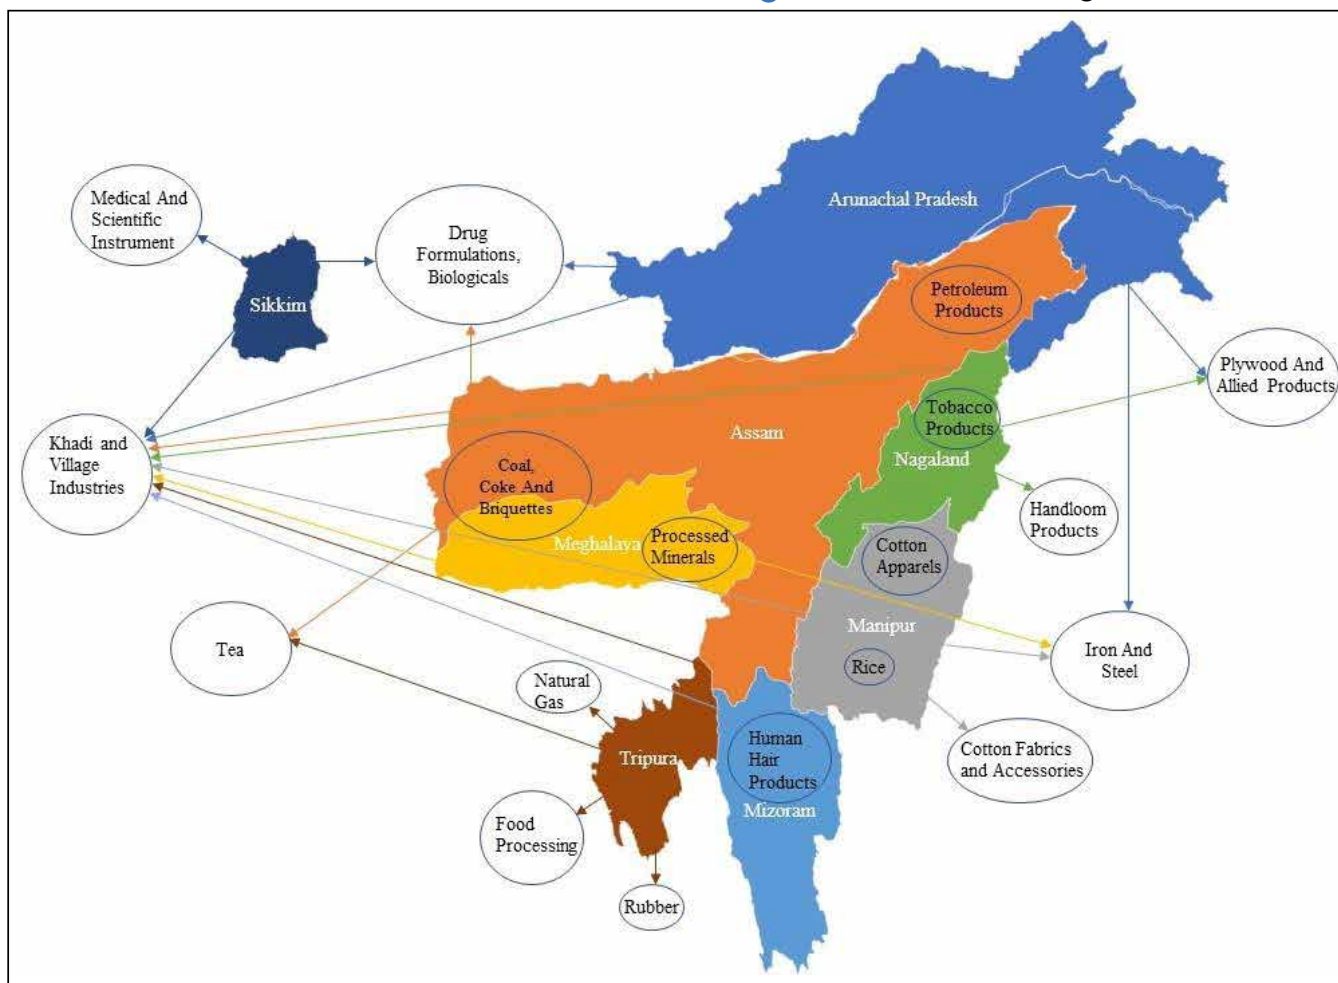 Arunachal Pradesh
Medical And
Scientific
Instrument
Drug
Formulations,
Biologicals
Sikkim
Petroleum
Products
Plywood And
Allied Products
Tobacco
Products
Nagaland
Assam
Khadi and
Village
Industries
Coal,
Coke And
Briquettes
Handloom
Products
Meghalaya
Processed
Minerals
Cotton
Apparels
Manipur
Rice
Iron And
Steel
Tea
Natural
Gas
Tripura
Human
Hair
Products
Mizoram
Cotton Fabrics
and Accessories
Food
Processing
Rubber